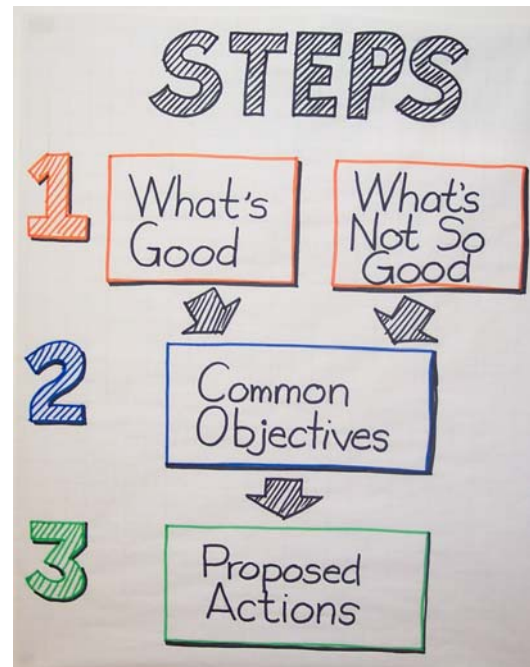 STEPS
1
What's
Good
What's
Not So
Good
2
Common
Objectives
3
Proposed
Actions